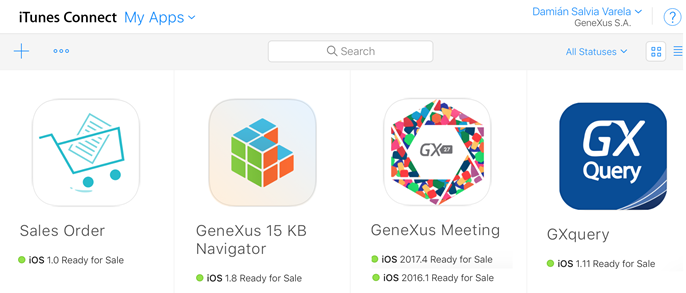 iTunes Connect My Apps
Damián Salvia Varela
GeneXus S.A.
?
Search
All Statuses
GX 27
GX
Query
Sales Order
iOS 1.0 Ready for Sale
GeneXus 15 KB
Navigator
iOS 1.8 Ready for Sale
GeneXus Meeting
iOS 2017.4 Ready for Sale
iOS 2016.1 Ready for Sale
GXquery
iOS 1.11 Ready for Sale